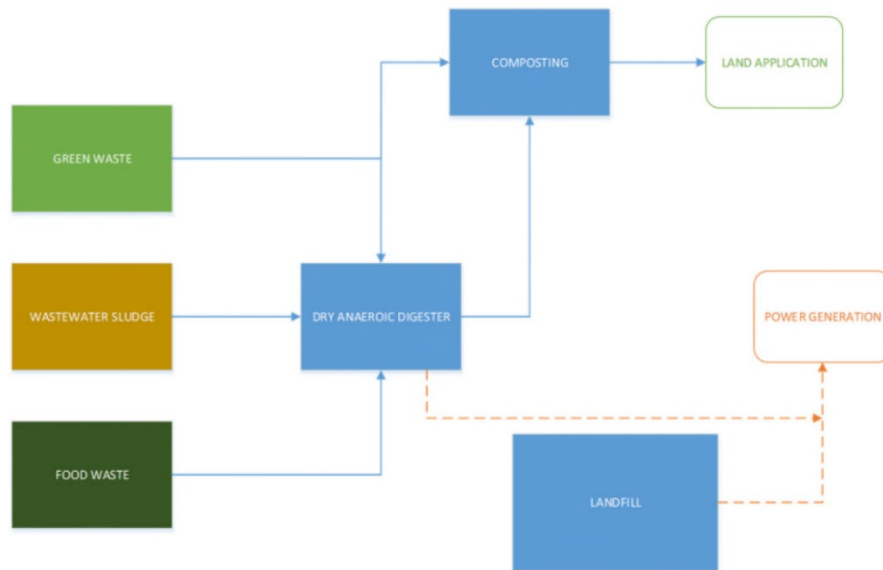 COMPOSTING
LAND APPLICATION
GREEN WASTE
WASTEWATER SLUDGE
DRY ANAEROIC DIGESTER
POWER GENERATION
FOOD WASTE
LANDFILL